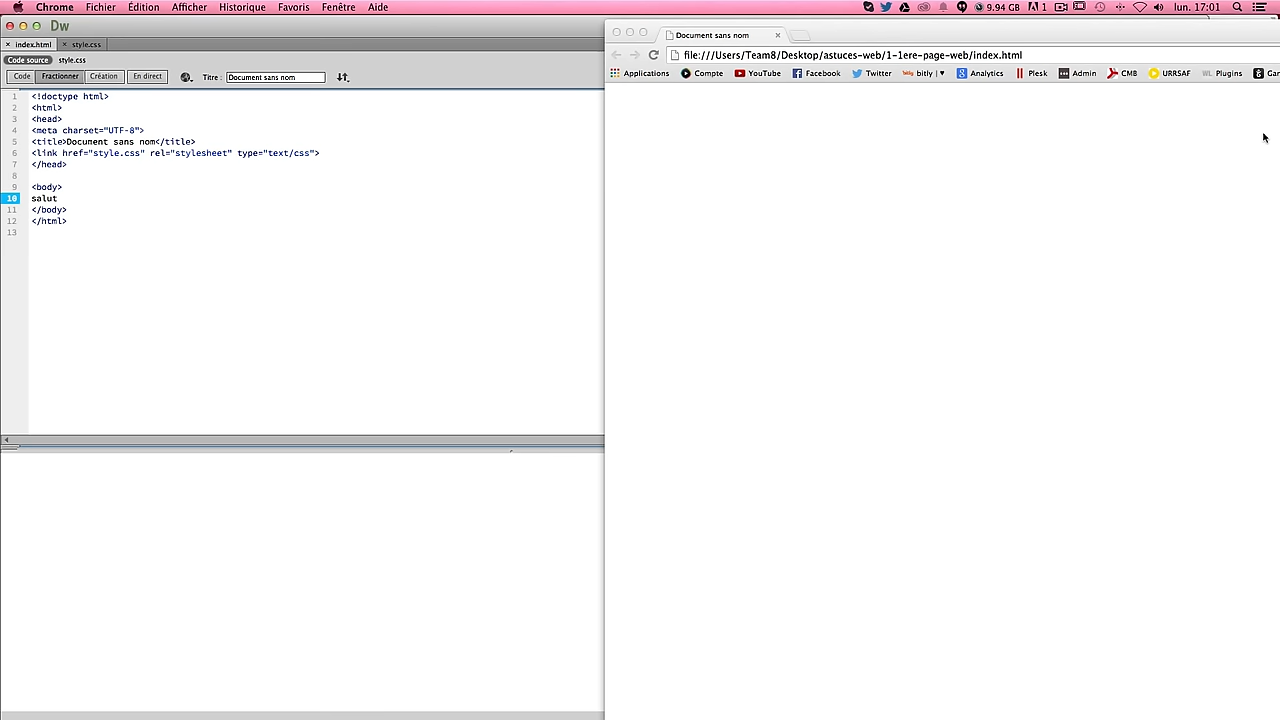 Chrome Fichier Édition Afficher Historique Favoris Fenêtre Aide 9.94 GB 1 lun. 17:01
Dw
index.html style.css
Code source style.css
Code Fractionner Création En direct Titre : Document sans nom
1 <!doctype html>
2 <html>
3 <head>
4 <meta charset="UTF-8">
5 <title>Document sans nom</title>
6 <link href="style.css" rel="stylesheet" type="text/css">
7 </head>
8
9 <body>
10 salut
11 </body>
12 </html>
13
Document sans nom
file:///Users/Team8/Desktop/astuces-web/1-1ere-page-web/index.html
Applications Compte YouTube Facebook Twitter bitly | ♥ Analytics Plesk Admin CMB URRSAF WL Plugins